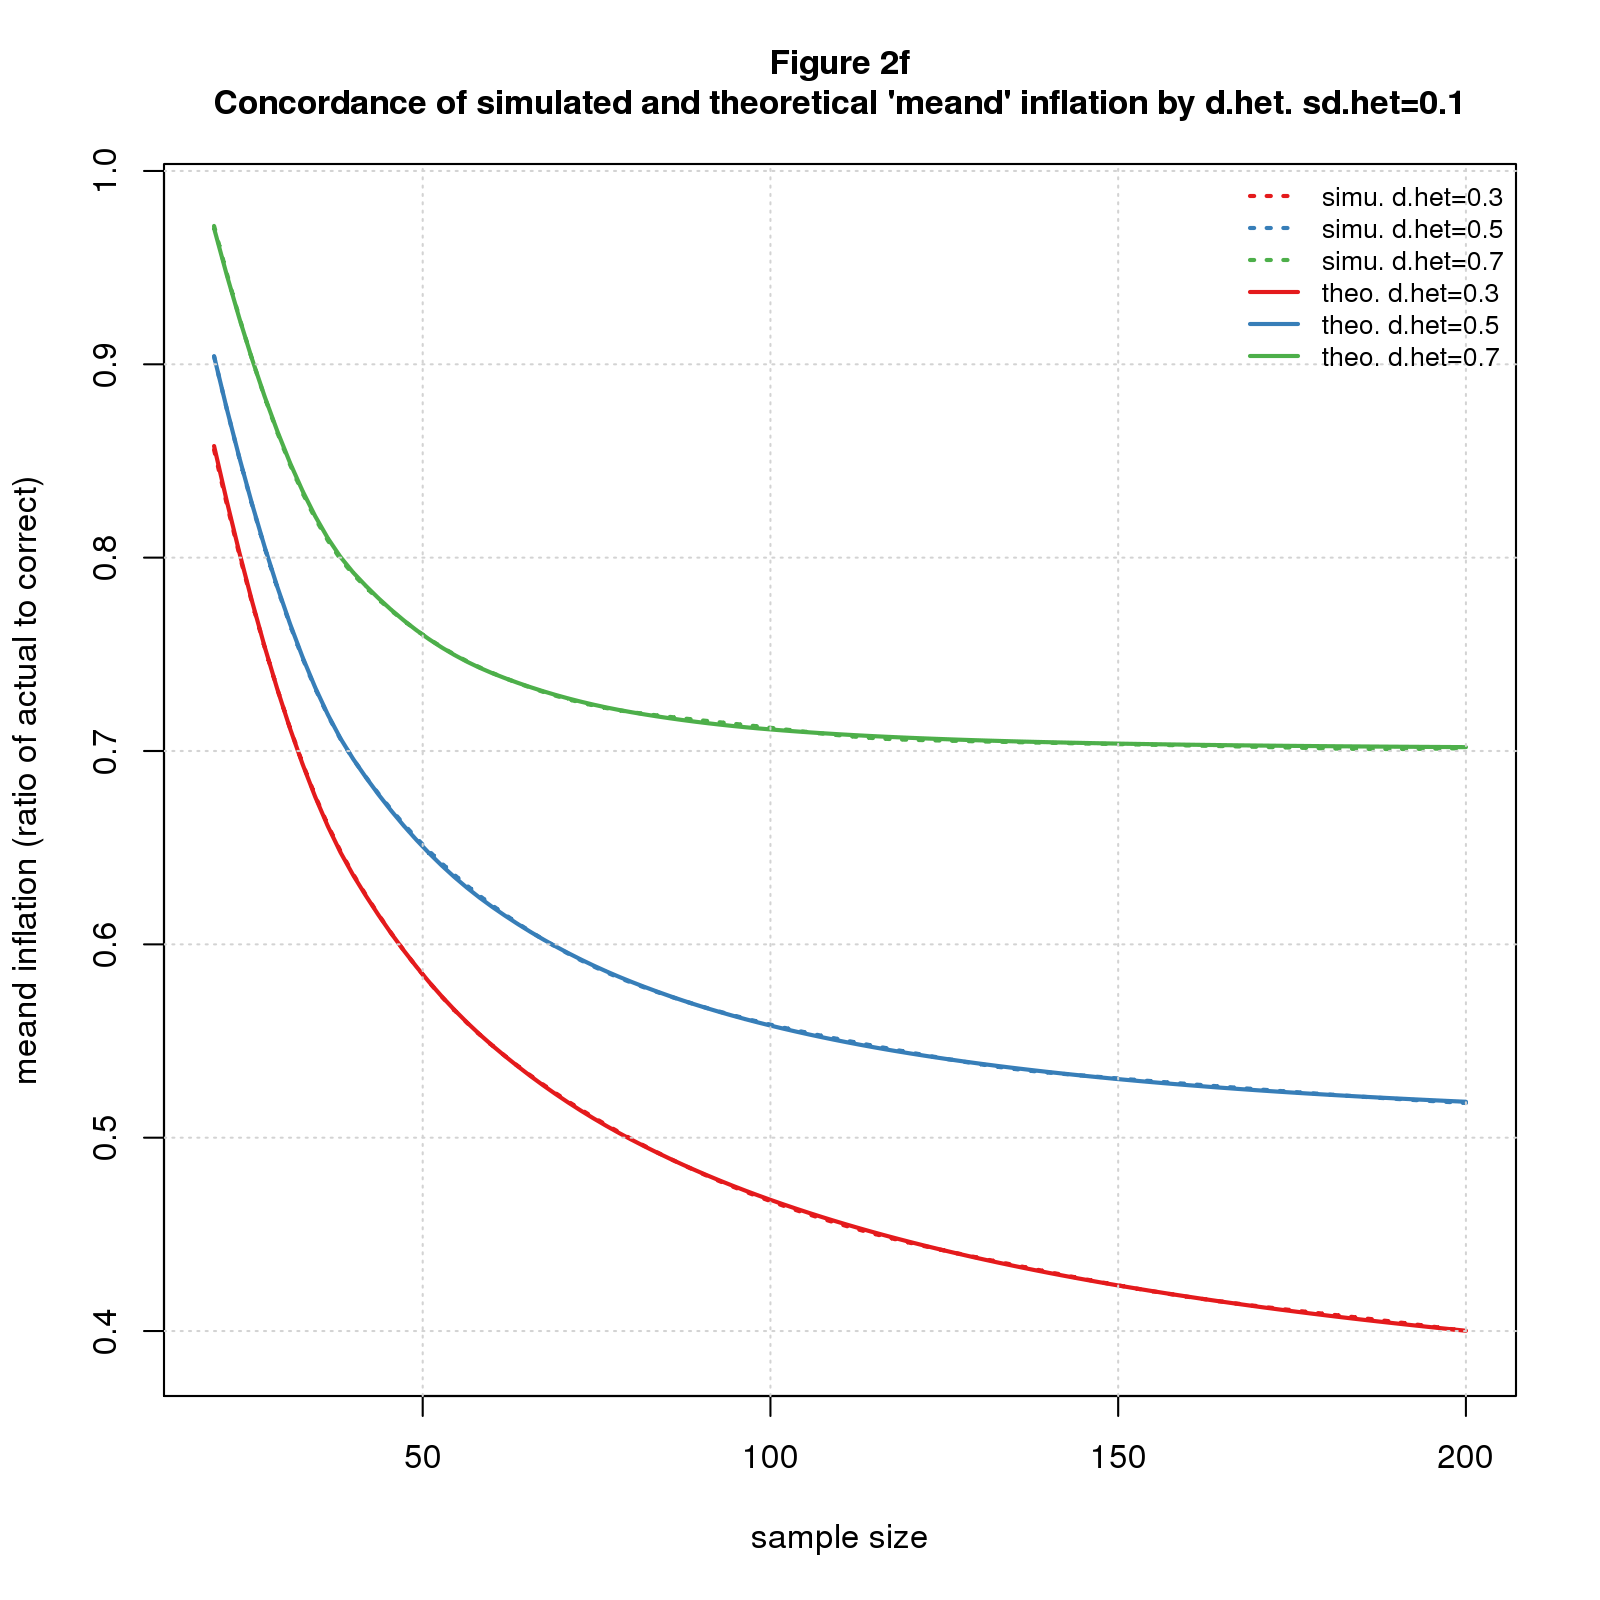 Figure 2f
Concordance of simulated and theoretical 'meand' inflation by d.het. sd.het=0.1
simu. d.het=0.3
simu. d.het=0.5
simu. d.het=0.7
theo. d.het=0.3
theo. d.het=0.5
theo. d.het=0.7
meand inflation (ratio of actual to correct)
1.0
0.9
0.8
0.7
0.6
0.5
0.4
50 100 150 200
sample size